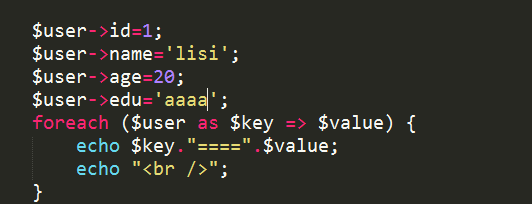 $user->id=1;
$user->name='lisi';
$user->age=20;
$user->edu='aaaa';
foreach ($user as $key => $value) {
    echo $key."====".$value;
    echo "<br />";
}